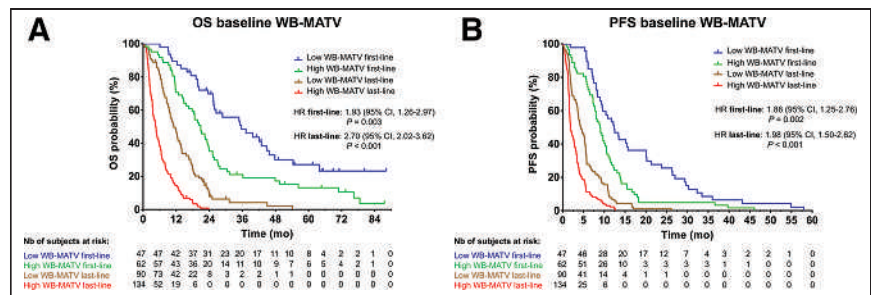 A
OS baseline WB-MATV
OS probability (%)
100
80
60
40
20
0
Low WB-MATV first-line
High WB-MATV first-line
Low WB-MATV last-line
High WB-MATV last-line
HR first-line: 1.93 (95% CI, 1.26-2.97)
P = 0.003
HR last-line: 2.70 (95% CI, 2.02-3.62)
P < 0.001
0 12 24 36 48 60 72 84
Time (mo)
Nb of subjects at risk:
Low WB-MATV first-line 47 47 42 37 31 23 20 17 11 10 8 4 2 2 1 0
High WB-MATV first-line 62 57 43 36 20 14 11 10 9 7 6 5 4 2 1 0
Low WB-MATV last-line 90 73 42 22 8 3 2 2 1 1 0 0 0 0 0 0
High WB-MATV last-line 134 52 19 6 0 0 0 0 0 0 0 0 0 0 0 0
B
PFS baseline WB-MATV
PFS probability (%)
100
80
60
40
20
0
Low WB-MATV first-line
High WB-MATV first-line
Low WB-MATV last-line
High WB-MATV last-line
HR first-line: 1.86 (95% CI, 1.25-2.76)
P = 0.002
HR last-line: 1.98 (95% CI, 1.50-2.62)
P < 0.001
0 5 10 15 20 25 30 35 40 45 50 55 60
Time (mo)
Nb of subjects at risk:
Low WB-MATV first-line 47 46 28 20 17 12 7 4 3 2 2 1 0
High WB-MATV first-line 62 51 26 10 3 3 3 3 1 1 0 0 0
Low WB-MATV last-line 90 41 14 4 1 1 0 0 0 0 0 0 0
High WB-MATV last-line 134 25 6 0 0 0 0 0 0 0 0 0 0